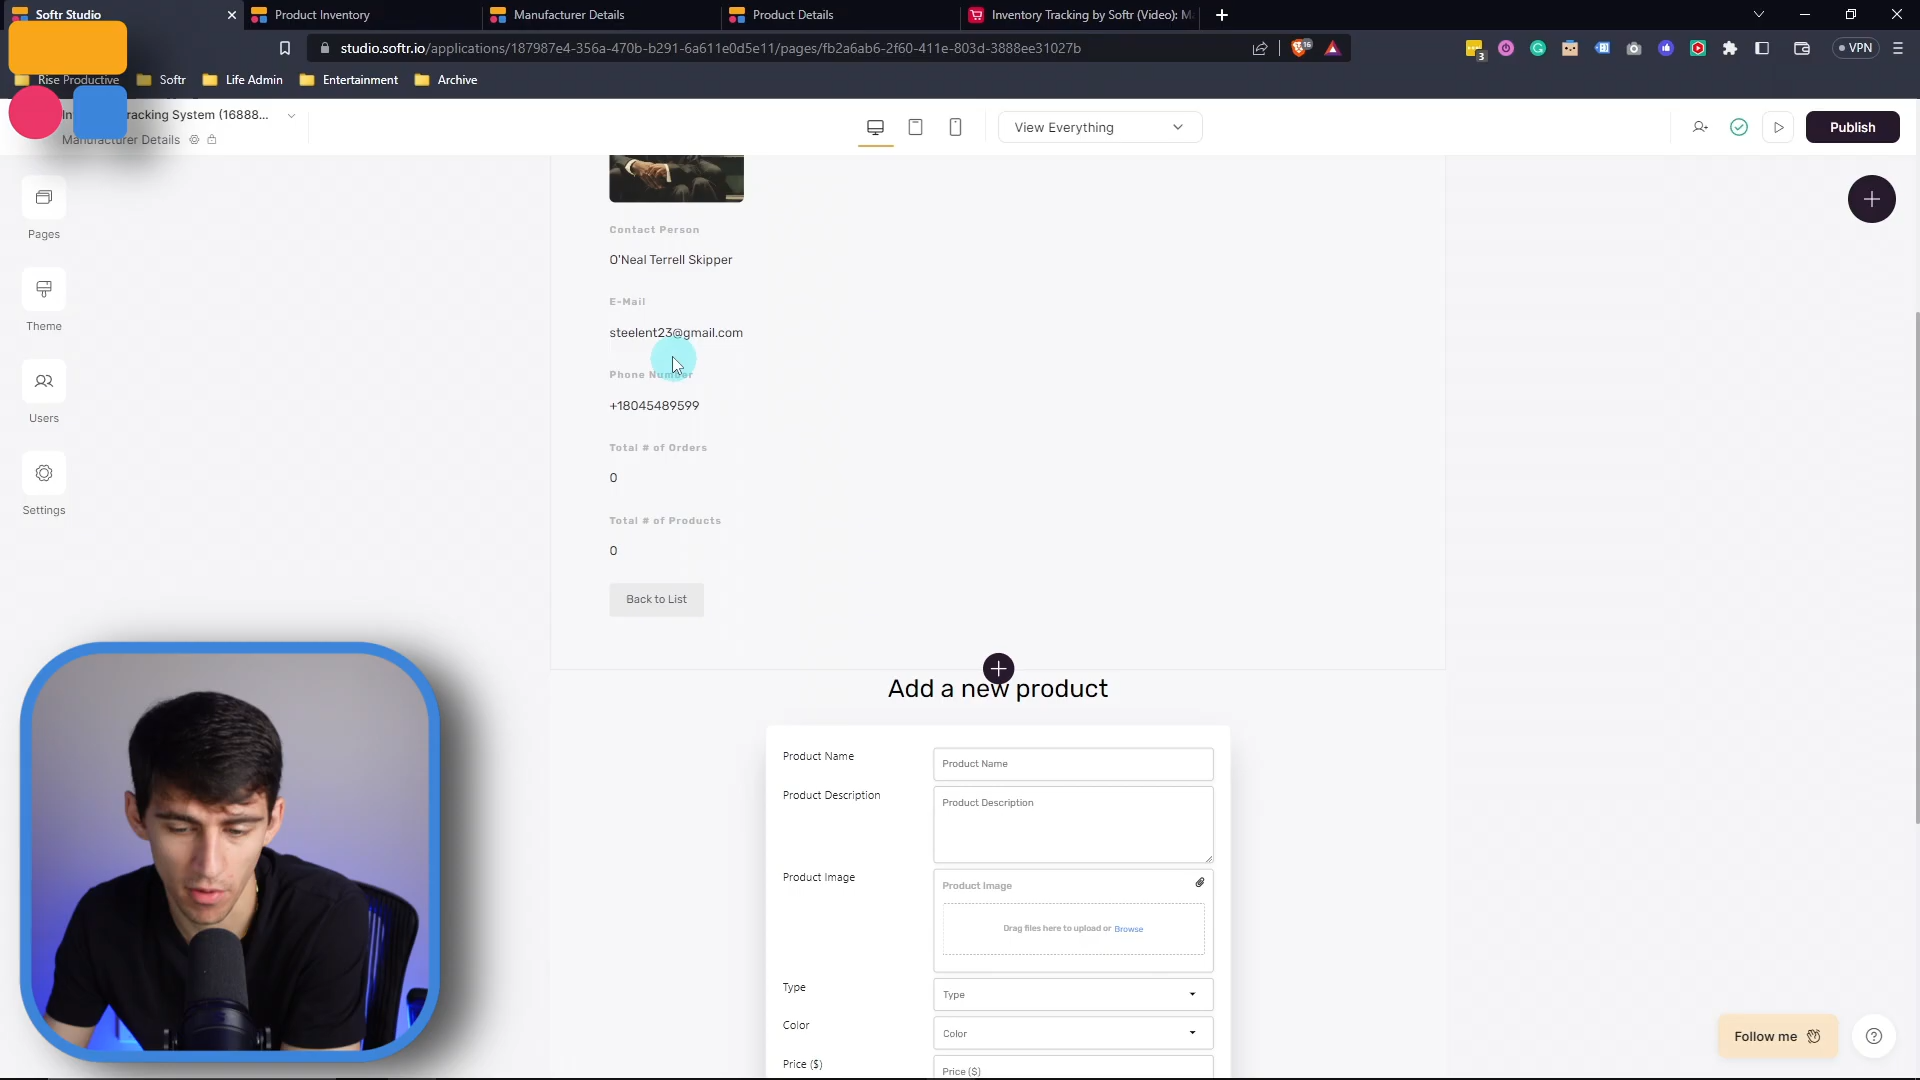 Softr Studio
Product Inventory
Manufacturer Details
Product Details
Inventory Tracking by Softr (Video): M
studio.softr.io/applications/187987e4-356a-470b-b291-6a611e0d5e11/pages/fb2a6ab6-2f60-411e-803d-3888ee31027b
16
3
VPN
Rise Productive
Softr
Life Admin
Entertainment
Archive
In
racking System (16888...
Manufacturer Details
View Everything
Publish
Pages
Theme
Users
Settings
Contact Person
O'Neal Terrell Skipper
E-Mail
steelent23@gmail.com
Phone Number
+18045489599
Total # of Orders
0
Total # of Products
0
Back to List
Add a new product
Product Name
Product Name
Product Description
Product Description
Product Image
Product Image
Drag files here to upload or Browse
Type
Type
Color
Color
Price ($)
Price ($)
Follow me